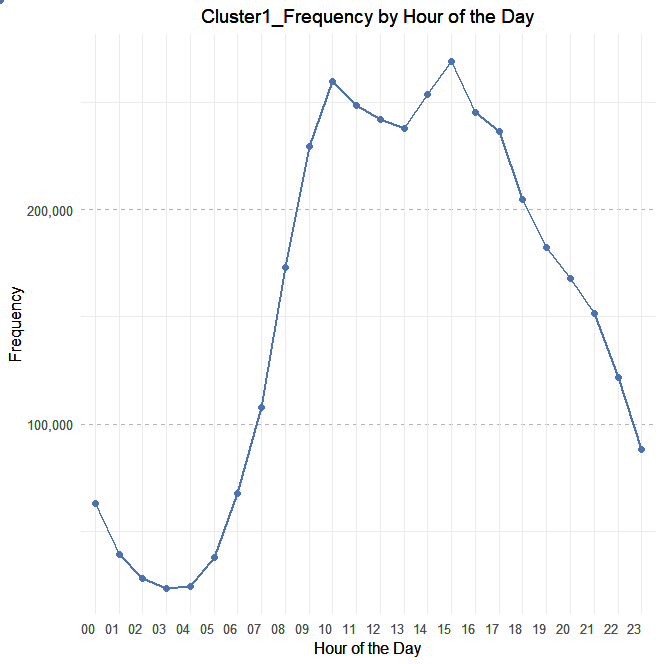 Cluster1_Frequency by Hour of the Day
200,000
100,000
Frequency
00 01 02 03 04 05 06 07 08 09 10 11 12 13 14 15 16 17 18 19 20 21 22 23
Hour of the Day